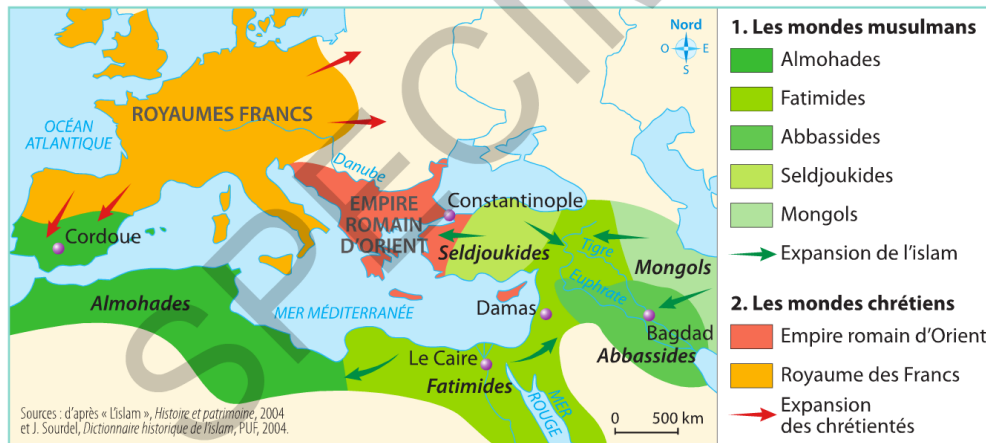 SPECIM
Nord
O
E
S
OCÉAN
ATLANTIQUE
ROYAUMES FRANCS
Danube
EMPIRE
ROMAIN
D'ORIENT
Constantinople
Seldjoukides
Tigre
Mongols
Euphrate
Cordoue
Almohades
MER MÉDITERRANÉE
Damas
Bagdad
Abbassides
Le Caire
Fatimides
MER
ROUGE
0 500 km
Sources : d'après « L'islam », Histoire et patrimoine, 2004
et J. Sourdel, Dictionnaire historique de l'islam, PUF, 2004.
1. Les mondes musulmans
Almohades
Fatimides
Abbassides
Seldjoukides
Mongols
Expansion de l'islam
2. Les mondes chrétiens
Empire romain d'Orient
Royaume des Francs
Expansion
des chrétientés